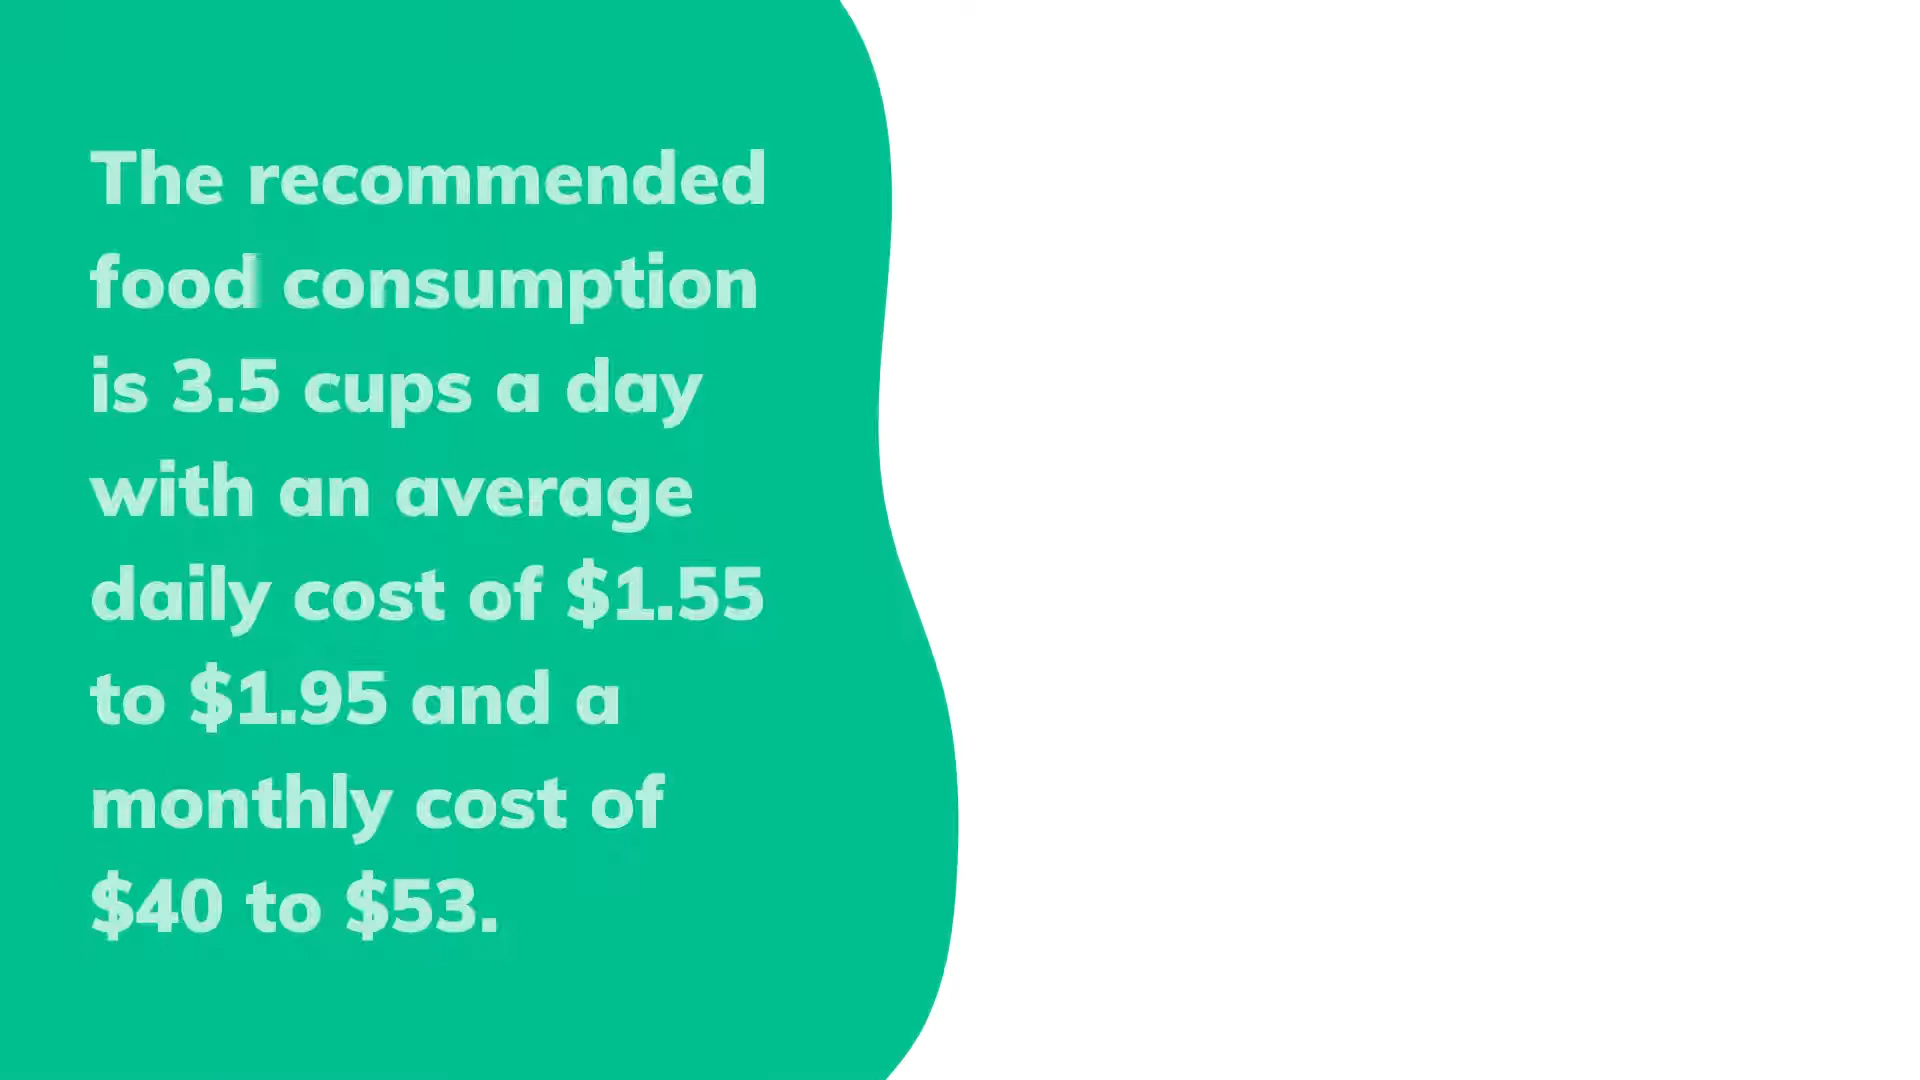 The recommended
food consumption
is 3.5 cups a day
with an average
daily cost of $1.55
to $1.95 and a
monthly cost of
$40 to $53.